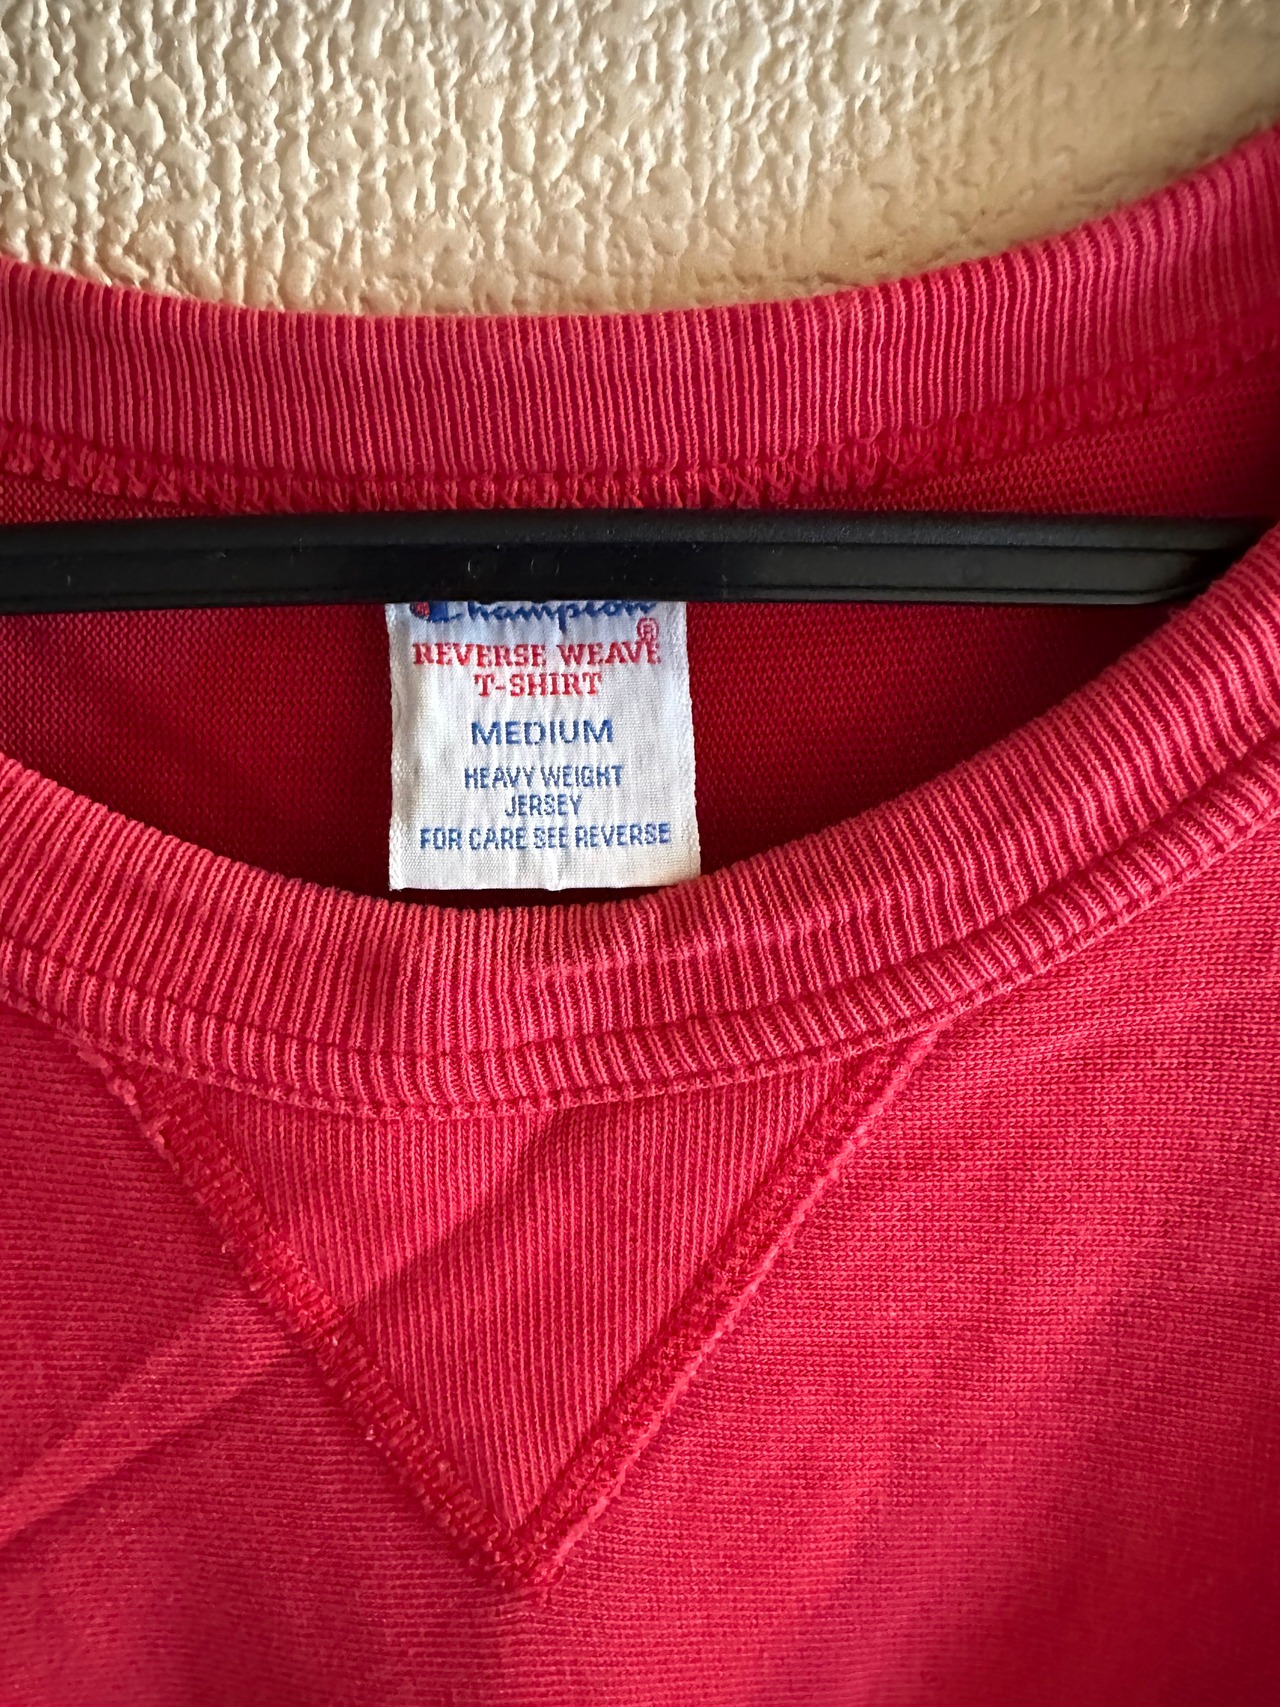 Champion
REVERSE WEAVE®
T-SHIRT
MEDIUM
HEAVY WEIGHT
JERSEY
FOR CARE SEE REVERSE